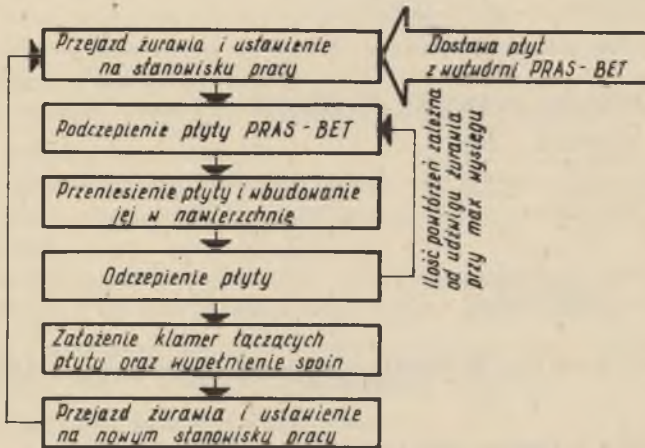 Przejazd żurawia i ustawienie
na stanowisku pracy
Dostawa płyt
z wytwórni PRAS-BET
Podczepienie płyty PRAS-BET
Przeniesienie płyty i wbudowanie
jej w nawierzchnię
Odczepienie płyty
Ilość powtórzeń zależna
od udźwigu żurawia
przy max wysięgu
Założenie klamer łączących
płyty oraz wypełnienie spoin
Przejazd żurawia i ustawienie
na nowym stanowisku pracy